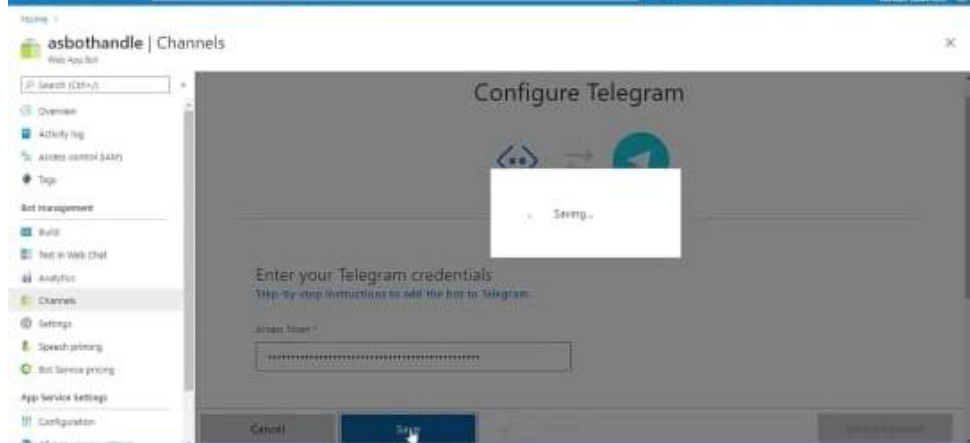 Home
asbothandle | Channels
Web App Bot
Search (Ctrl+/)
Overview
Activity log
Access control (IAM)
Tags
Bot management
Build
Test in Web Chat
Analytics
Channels
Settings
Speech priming
Bot Service pricing
App Service Settings
Configuration
Configure Telegram
Saving...
Enter your Telegram credentials
Step-by-step instructions to add the bot to Telegram.
Access Token *
Cancel
Save